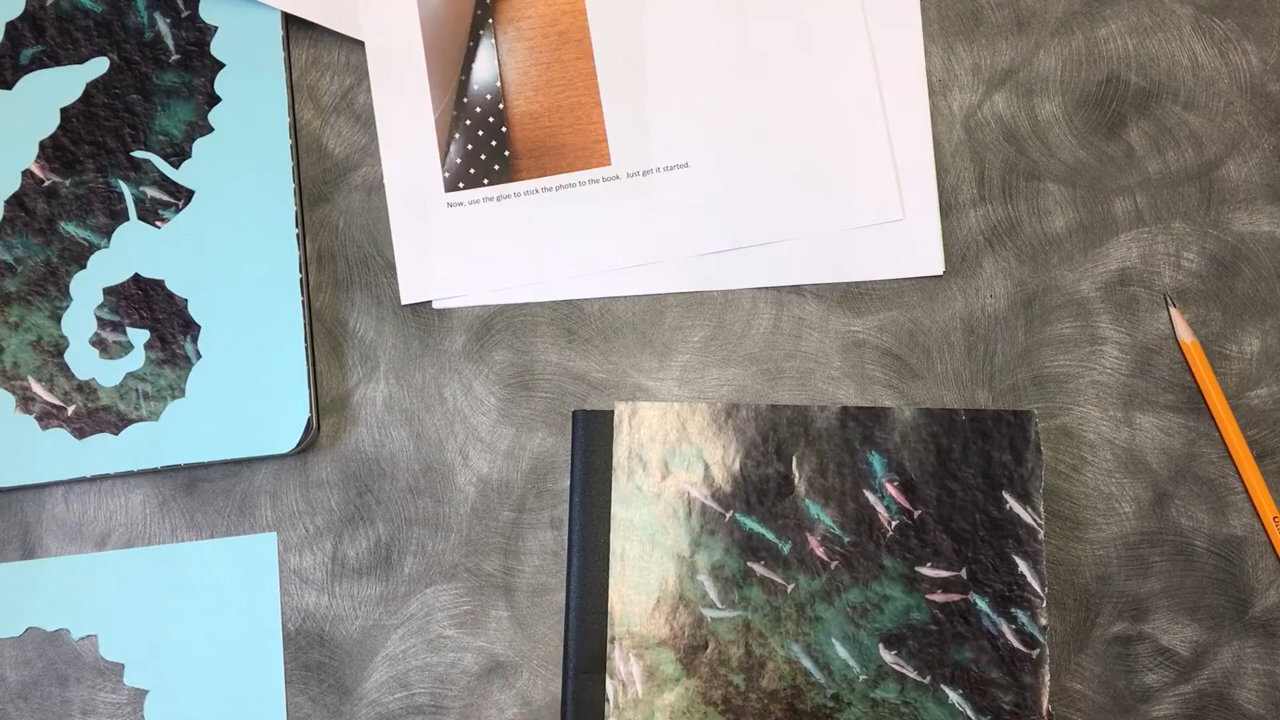 Now, use the glue to stick the photo to the book.  Just get it started.